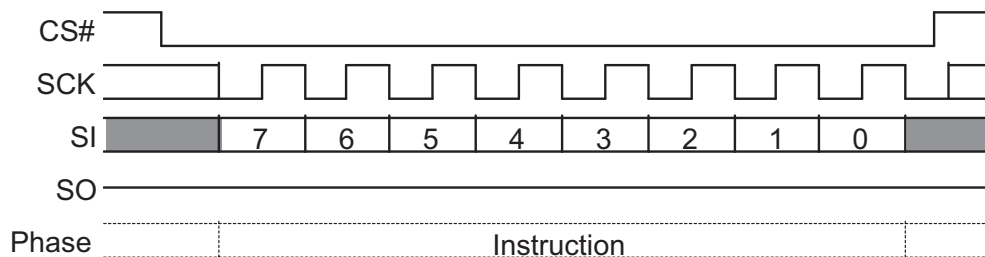 CS#
SCK
SI 7 6 5 4 3 2 1 0
SO
Phase Instruction